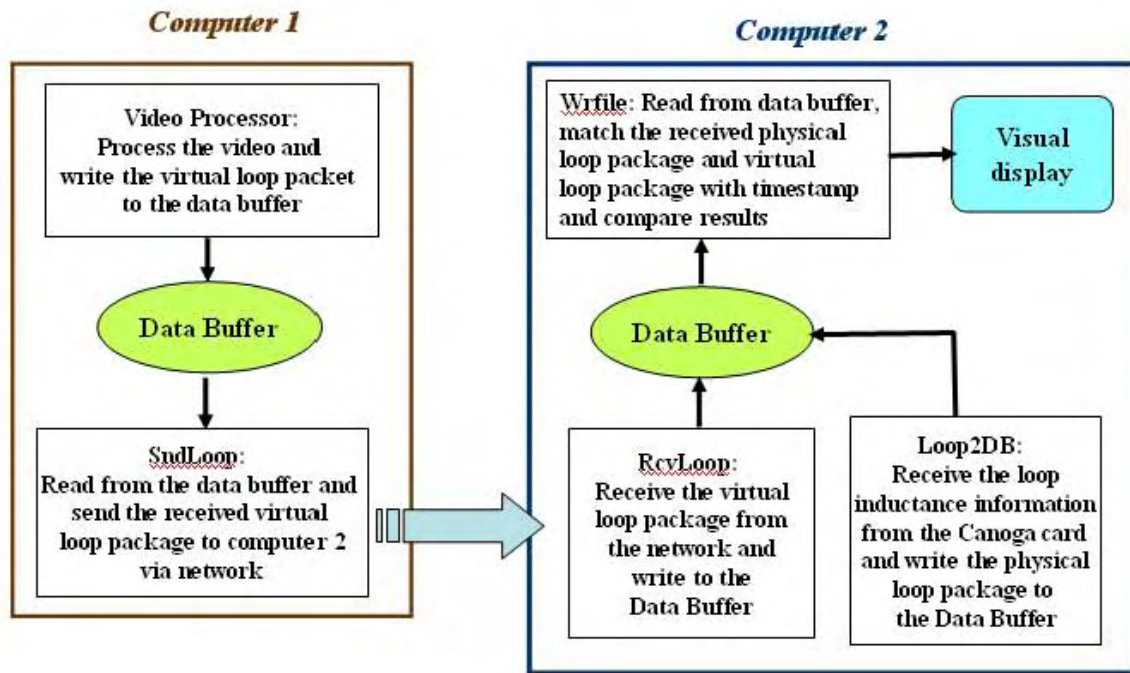 Computer 1
Video Processor:
Process the video and
write the virtual loop packet
to the data buffer
Data Buffer
SndLoop:
Read from the data buffer and
send the received virtual
loop package to computer 2
via network
Computer 2
Wrfile: Read from data buffer,
match the received physical
loop package and virtual
loop package with timestamp
and compare results
Visual
display
Data Buffer
RcvLoop:
Receive the virtual
loop package from
the network and
write to the
Data Buffer
Loop2DB:
Receive the loop
inductance information
from the Canoga card
and write the physical
loop package to
the Data Buffer